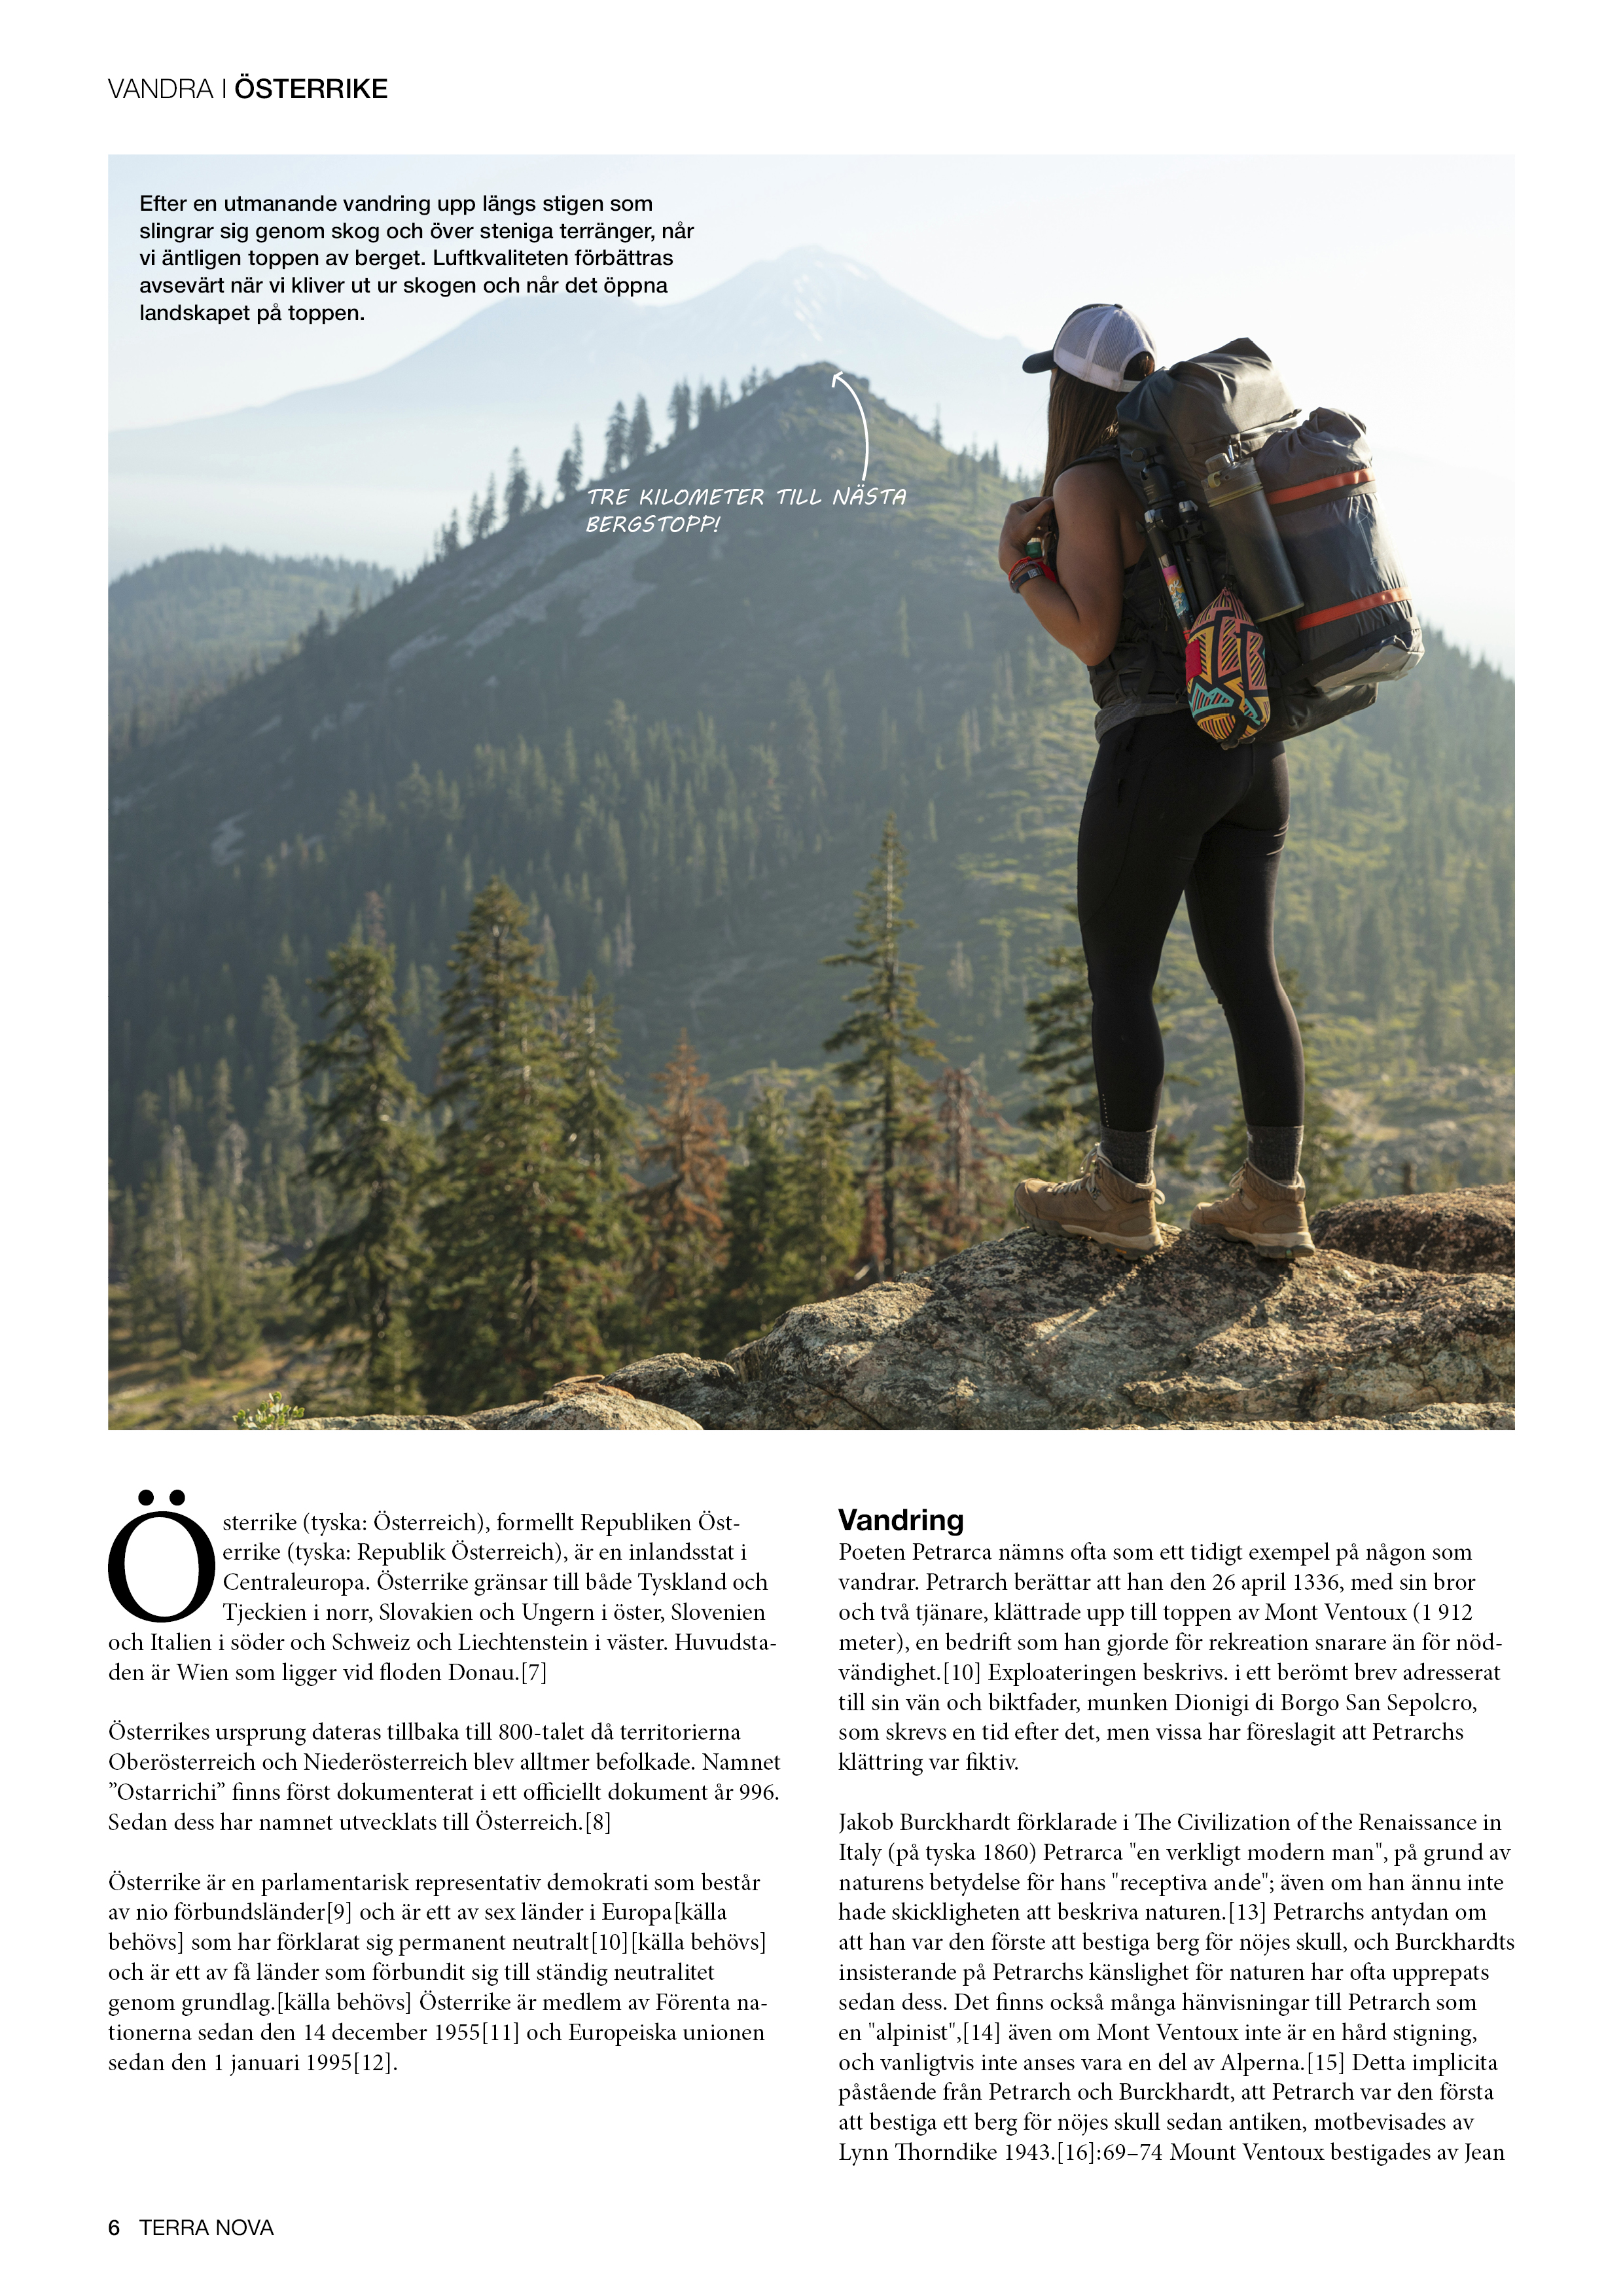 VANDRA I ÖSTERRIKE
Efter en utmanande vandring upp längs stigen som
slingrar sig genom skog och över steniga terränger, når
vi äntligen toppen av berget. Luftkvaliteten förbättras
avsevärt när vi kliver ut ur skogen och når det öppna
landskapet på toppen.
TRE KILOMETER TILL NÄSTA
BERGSTOPP!
Österrike (tyska: Österreich), formellt Republiken Öst-
errike (tyska: Republik Österreich), är en inlandsstat i
Centraleuropa. Österrike gränsar till både Tyskland och
Tjeckien i norr, Slovakien och Ungern i öster, Slovenien
och Italien i söder och Schweiz och Liechtenstein i väster. Huvudsta-
den är Wien som ligger vid floden Donau.[7]
Österrikes ursprung dateras tillbaka till 800-talet då territorierna
Oberösterreich och Niederösterreich blev alltmer befolkade. Namnet
”Ostarrichi” finns först dokumenterat i ett officiellt dokument år 996.
Sedan dess har namnet utvecklats till Österreich.[8]
Österrike är en parlamentarisk representativ demokrati som består
av nio förbundsländer[9] och är ett av sex länder i Europa[källa
behövs] som har förklarat sig permanent neutralt[10][källa behövs]
och är ett av få länder som förbundit sig till ständig neutralitet
genom grundlag.[källa behövs] Österrike är medlem av Förenta na-
tionerna sedan den 14 december 1955[11] och Europeiska unionen
sedan den 1 januari 1995[12].
Vandring
Poeten Petrarca nämns ofta som ett tidigt exempel på någon som
vandrar. Petrarch berättar att han den 26 april 1336, med sin bror
och två tjänare, klättrade upp till toppen av Mont Ventoux (1 912
meter), en bedrift som han gjorde för rekreation snarare än för nöd-
vändighet.[10] Exploateringen beskrivs. i ett berömt brev adresserat
till sin vän och biktfader, munken Dionigi di Borgo San Sepolcro,
som skrevs en tid efter det, men vissa har föreslagit att Petrarchs
klättring var fiktiv.
Jakob Burckhardt förklarade i The Civilization of the Renaissance in
Italy (på tyska 1860) Petrarca "en verkligt modern man", på grund av
naturens betydelse för hans "receptiva ande"; även om han ännu inte
hade skickligheten att beskriva naturen.[13] Petrarchs antydan om
att han var den förste att bestiga berg för nöjes skull, och Burckhardts
insisterande på Petrarchs känslighet för naturen har ofta upprepats
sedan dess. Det finns också många hänvisningar till Petrarch som
en "alpinist",[14] även om Mont Ventoux inte är en hård stigning,
och vanligtvis inte anses vara en del av Alperna.[15] Detta implicita
påstående från Petrarch och Burckhardt, att Petrarch var den första
att bestiga ett berg för nöjes skull sedan antiken, motbevisades av
Lynn Thorndike 1943.[16]:69–74 Mount Ventoux bestigades av Jean
6 TERRA NOVA